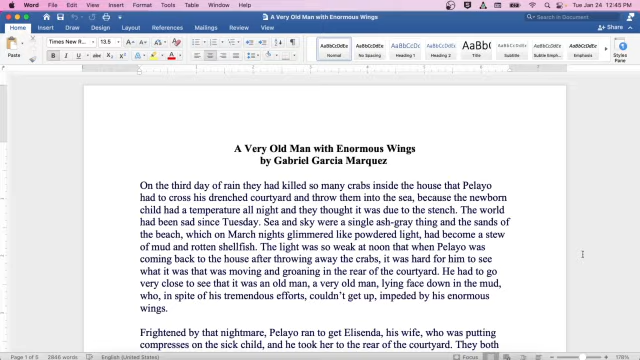 Word File Edit View Insert Format Tools Table Window Help Tue Jan 24 12:45 PM
A Very Old Man with Enormous Wings Search in Document
Home Insert Design Layout References Mailings Review View Share
Paste Times New Ro... 13.5 AaBbCcDdEe AaBbCcDdEe AaBbCcDc AaBbCcDdEe AaBb( AaBbCcDdEe AaBbCcDdEe AaBbCcDdEe
Normal No Spacing Heading 1 Heading 2 Title Subtitle Subtle Emph... Emphasis Styles Pane
A Very Old Man with Enormous Wings
by Gabriel Garcia Marquez
On the third day of rain they had killed so many crabs inside the house that Pelayo
had to cross his drenched courtyard and throw them into the sea, because the newborn
child had a temperature all night and they thought it was due to the stench. The world
had been sad since Tuesday. Sea and sky were a single ash-gray thing and the sands of
the beach, which on March nights glimmered like powdered light, had become a stew
of mud and rotten shellfish. The light was so weak at noon that when Pelayo was
coming back to the house after throwing away the crabs, it was hard for him to see
what it was that was moving and groaning in the rear of the courtyard. He had to go
very close to see that it was an old man, a very old man, lying face down in the mud,
who, in spite of his tremendous efforts, couldn't get up, impeded by his enormous
wings.
Frightened by that nightmare, Pelayo ran to get Elisenda, his wife, who was putting
compresses on the sick child, and he took her to the rear of the courtyard. They both
Page 1 of 5 2846 words English (United States) Focus 178%